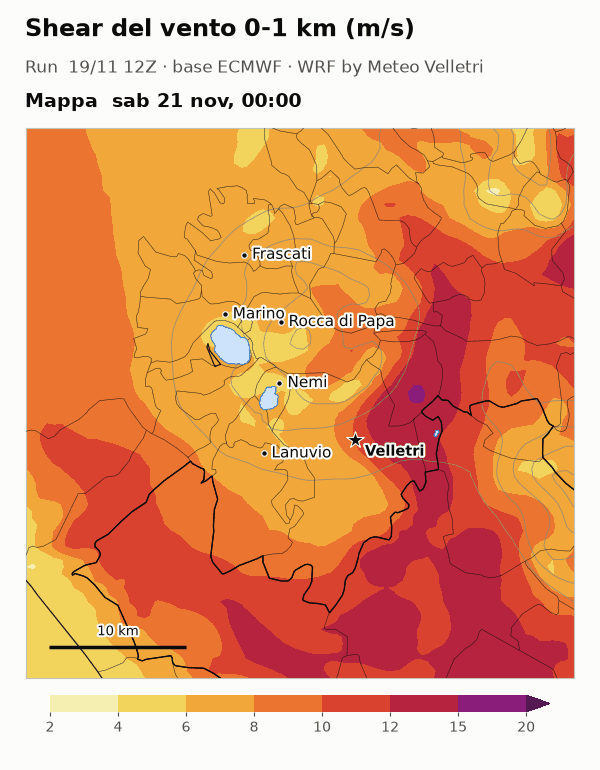 Shear del vento 0-1 km (m/s)
Run  19/11 12Z · base ECMWF · WRF by Meteo Velletri
Mappa  sab 21 nov, 00:00
Frascati
Marino
Rocca di Papa
Nemi
Velletri
Lanuvio
10 km
2 4 6 8 10 12 15 20